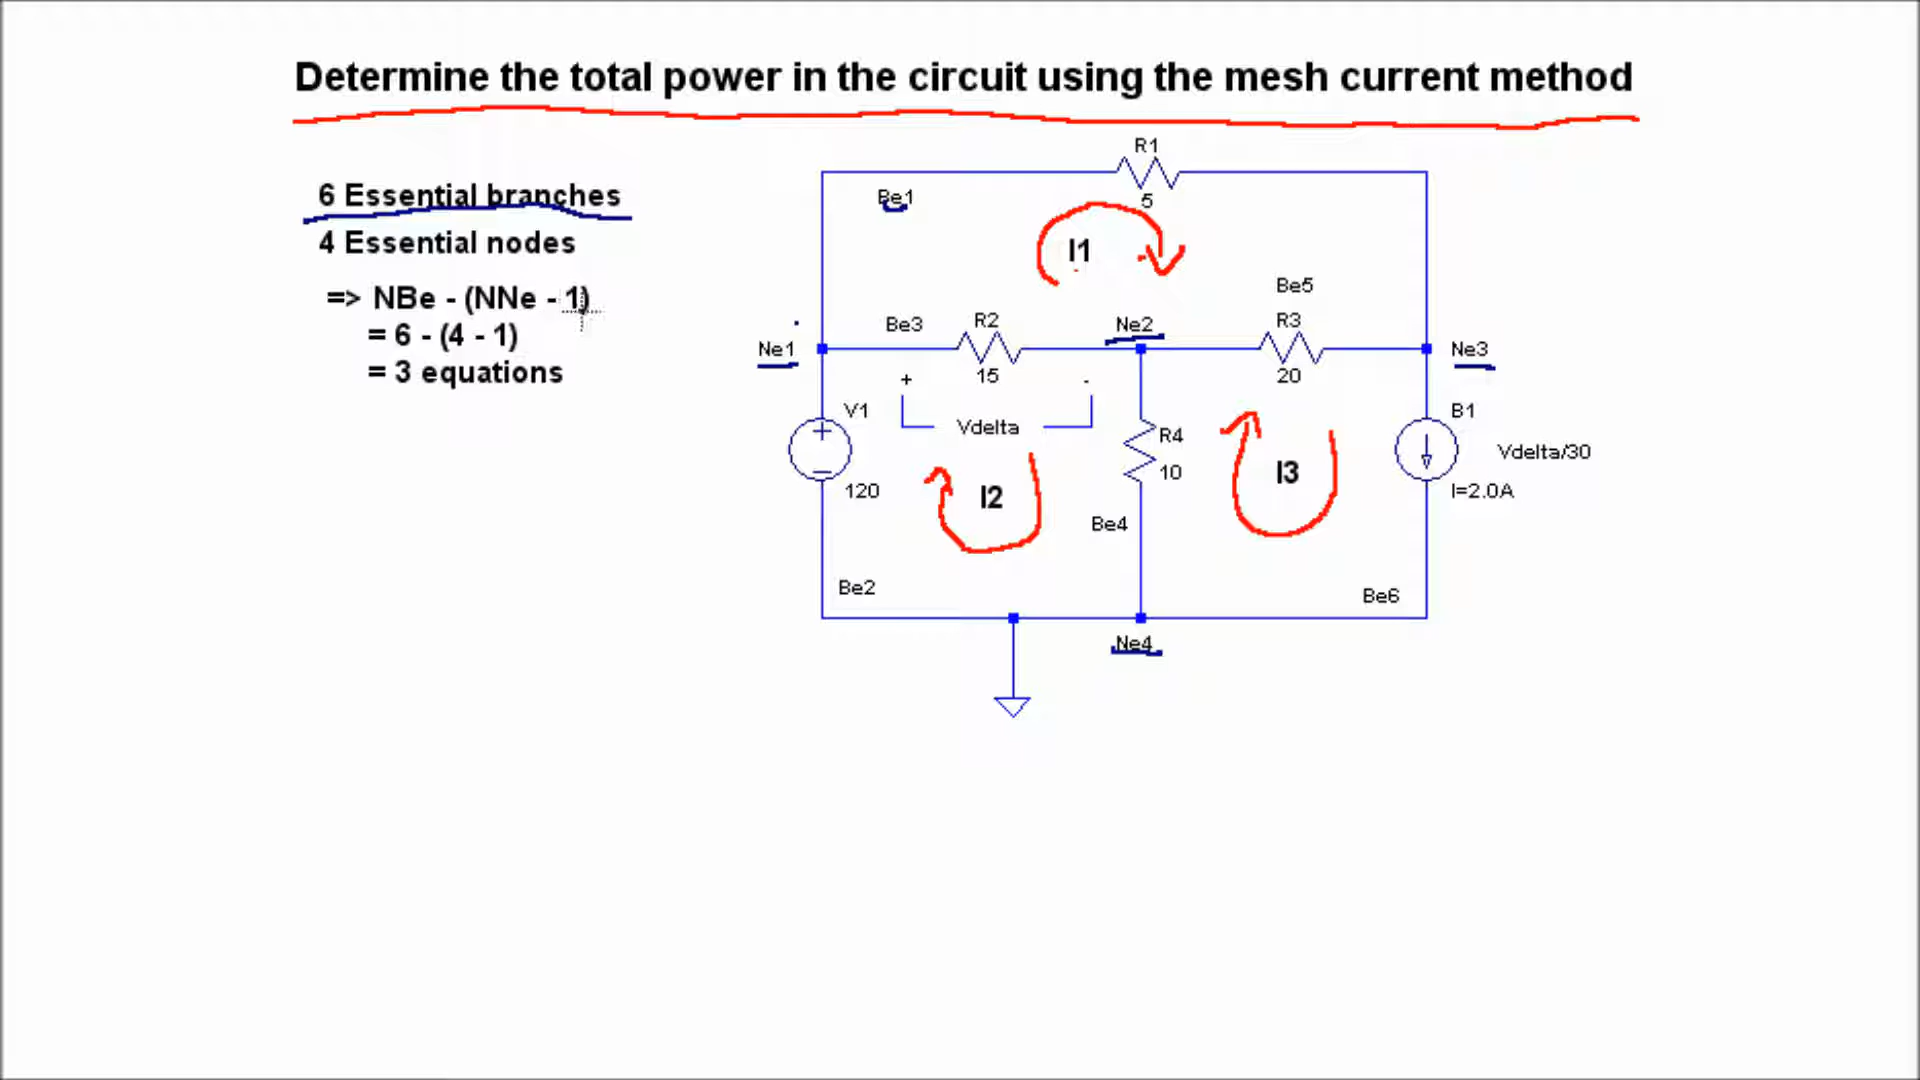 Determine the total power in the circuit using the mesh current method
6 Essential branches
4 Essential nodes
=> NBe - (NNe - 1)
= 6 - (4 - 1)
= 3 equations
R1
5
Be1
I1
Be5
Be3
R2
Ne2
R3
Ne1
Ne3
15
20
+
-
V1
+
−
120
Vdelta
R4
10
B1
Vdelta/30
I=2.0A
I2
I3
Be4
Be2
Be6
Ne4